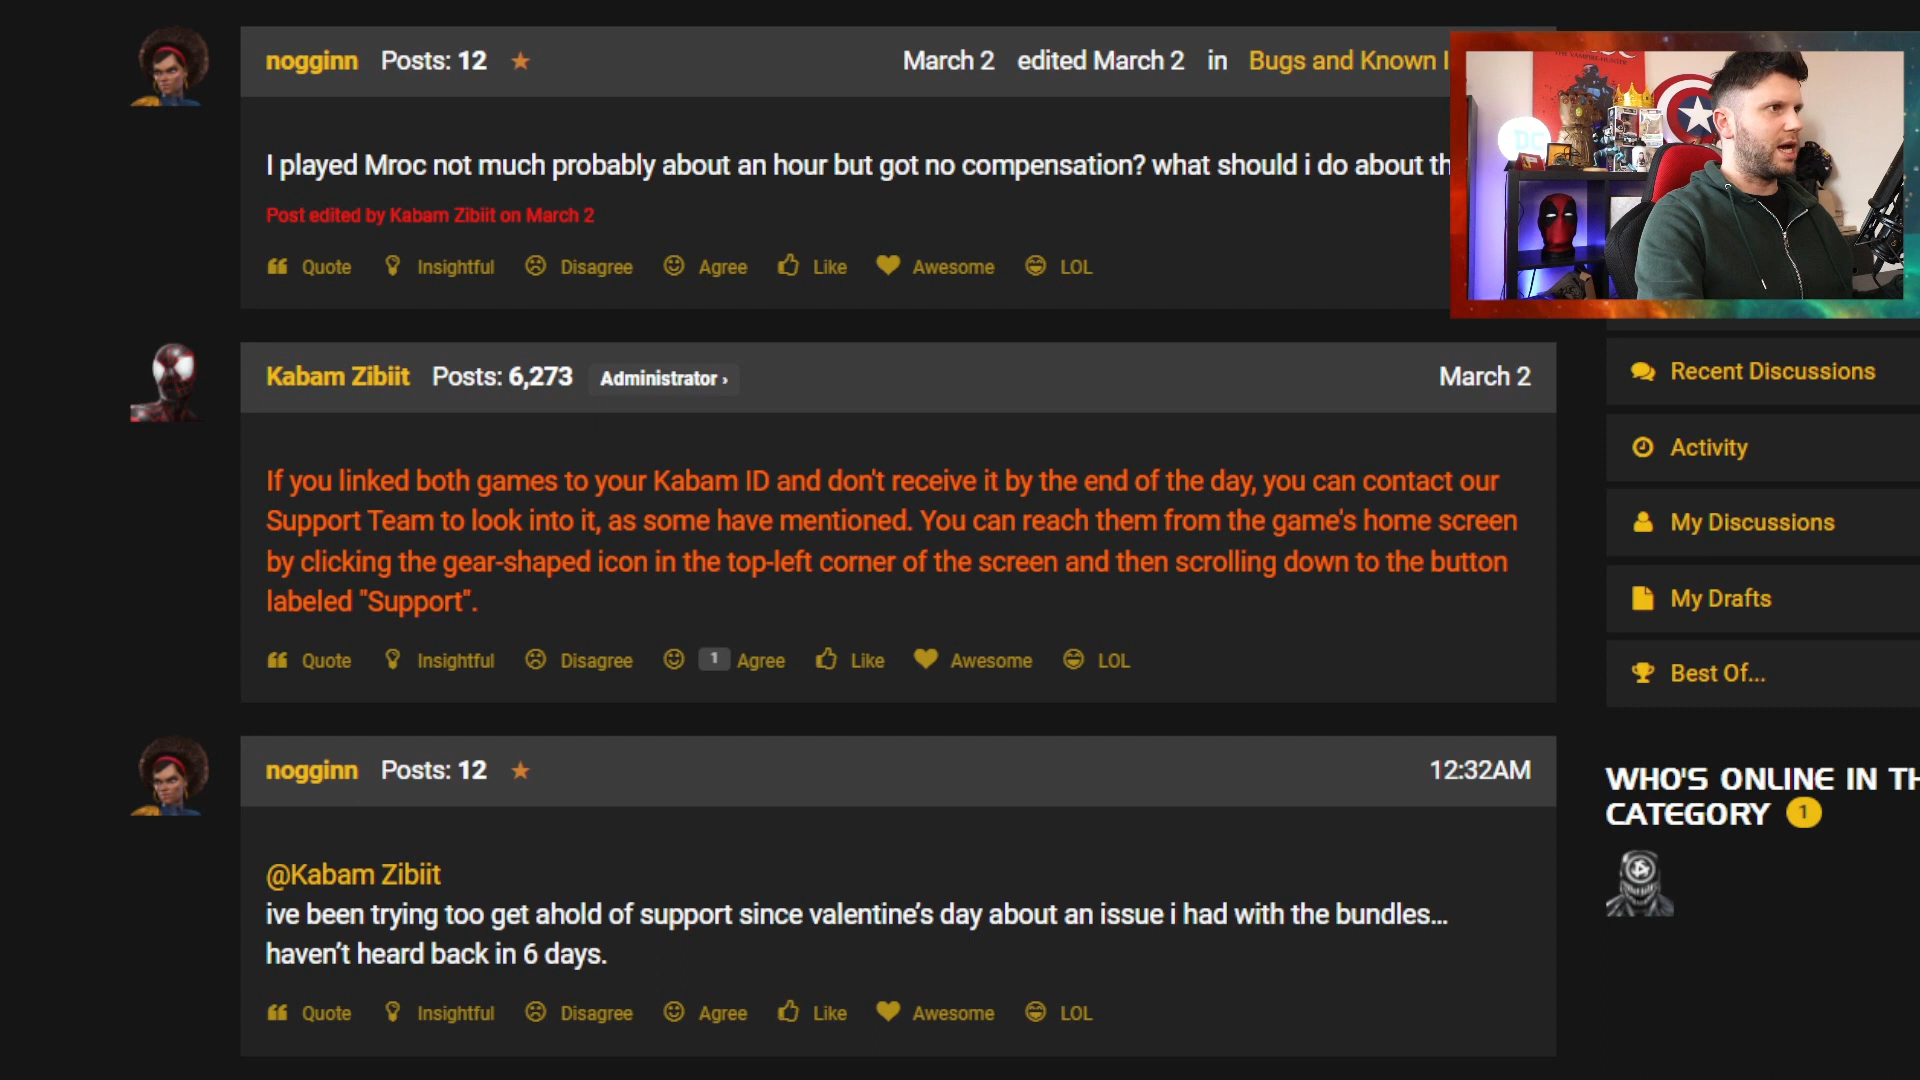 nogginn Posts: 12 March 2 edited March 2 in Bugs and Known I
I played Mroc not much probably about an hour but got no compensation? what should i do about th
Post edited by Kabam Zibiit on March 2
Quote Insightful Disagree Agree Like Awesome LOL
Kabam Zibiit Posts: 6,273 Administrator › March 2
If you linked both games to your Kabam ID and don't receive it by the end of the day, you can contact our
Support Team to look into it, as some have mentioned. You can reach them from the game's home screen
by clicking the gear-shaped icon in the top-left corner of the screen and then scrolling down to the button
labeled "Support".
Quote Insightful Disagree 1 Agree Like Awesome LOL
nogginn Posts: 12 12:32AM
@Kabam Zibiit
ive been trying too get ahold of support since valentine’s day about an issue i had with the bundles...
haven’t heard back in 6 days.
Quote Insightful Disagree Agree Like Awesome LOL
DC
Recent Discussions
Activity
My Discussions
My Drafts
Best Of...
WHO'S ONLINE IN TH
CATEGORY 1